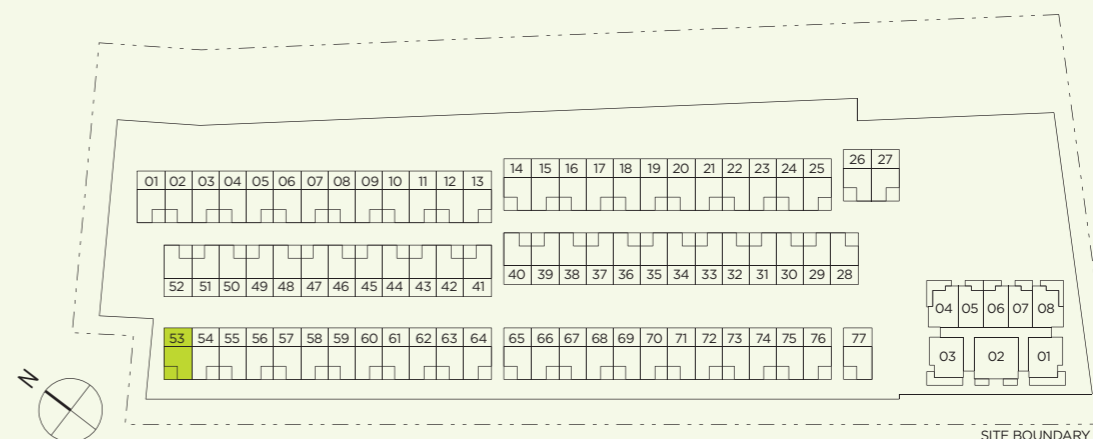 01 02 03 04 05 06 07 08 09 10 11 12 13
14 15 16 17 18 19 20 21 22 23 24 25
26 27
52 51 50 49 48 47 46 45 44 43 42 41
40 39 38 37 36 35 34 33 32 31 30 29 28
53 54 55 56 57 58 59 60 61 62 63 64
65 66 67 68 69 70 71 72 73 74 75 76
77
04 05 06 07 08
03 02 01
N
SITE BOUNDARY